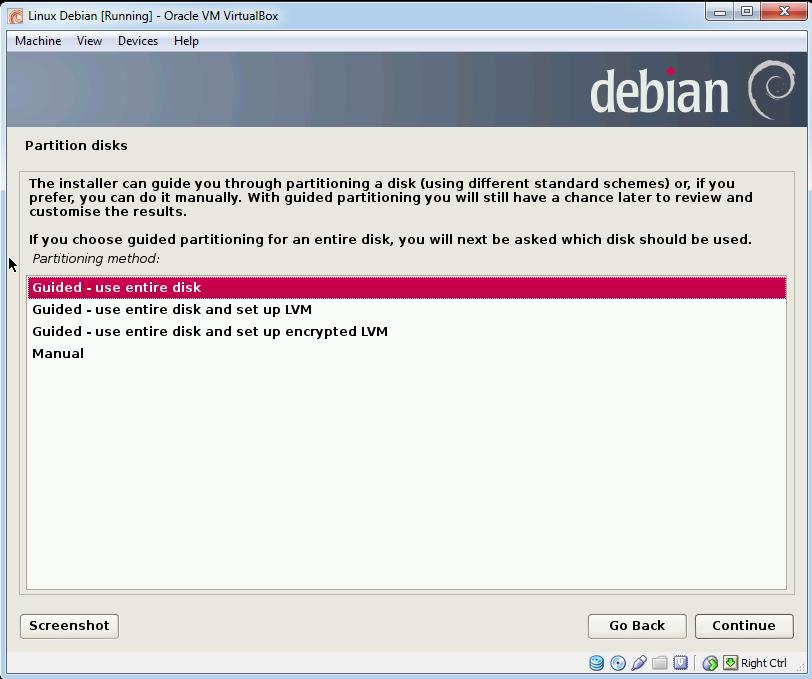 Linux Debian [Running] - Oracle VM VirtualBox
Machine View Devices Help
debian
Partition disks
The installer can guide you through partitioning a disk (using different standard schemes) or, if you
prefer, you can do it manually. With guided partitioning you will still have a chance later to review and
customise the results.
If you choose guided partitioning for an entire disk, you will next be asked which disk should be used.
Partitioning method:
Guided - use entire disk
Guided - use entire disk and set up LVM
Guided - use entire disk and set up encrypted LVM
Manual
Screenshot Go Back Continue
Right Ctrl